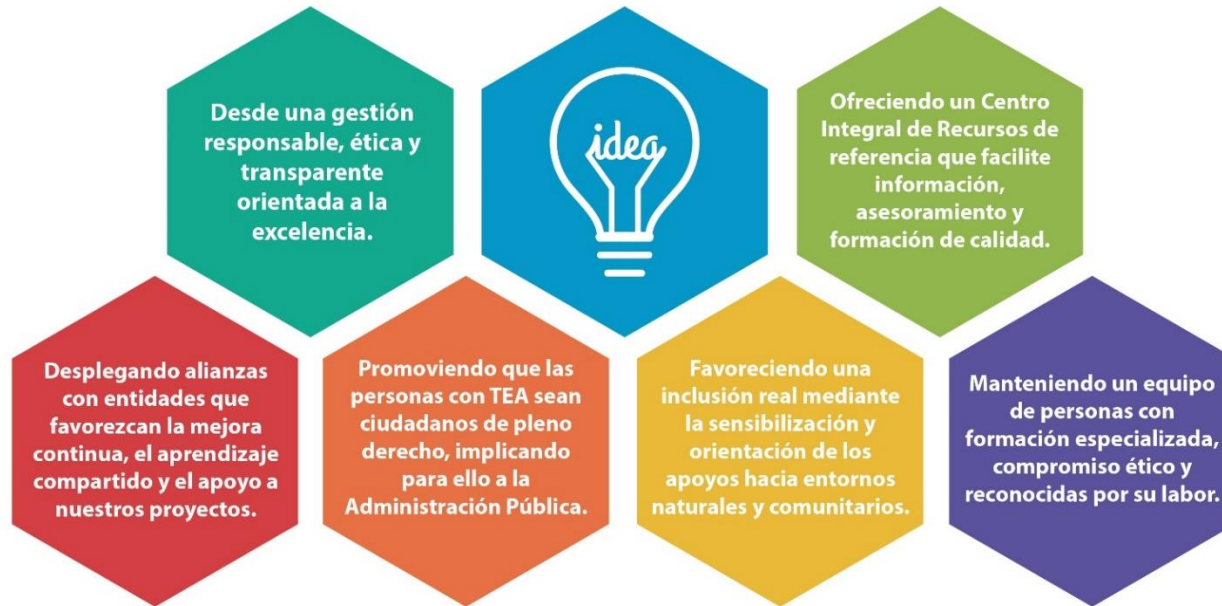 Desde una gestión
responsable, ética y
transparente
orientada a la
excelencia.
idea
Ofreciendo un Centro
Integral de Recursos de
referencia que facilite
información,
asesoramiento y
formación de calidad.
Desplegando alianzas
con entidades que
favorezcan la mejora
continua, el aprendizaje
compartido y el apoyo a
nuestros proyectos.
Promoviendo que las
personas con TEA sean
ciudadanos de pleno
derecho, implicando
para ello a la
Administración Pública.
Favoreciendo una
inclusión real mediante
la sensibilización y
orientación de los
apoyos hacia entornos
naturales y comunitarios.
Manteniendo un equipo
de personas con
formación especializada,
compromiso ético y
reconocidas por su labor.